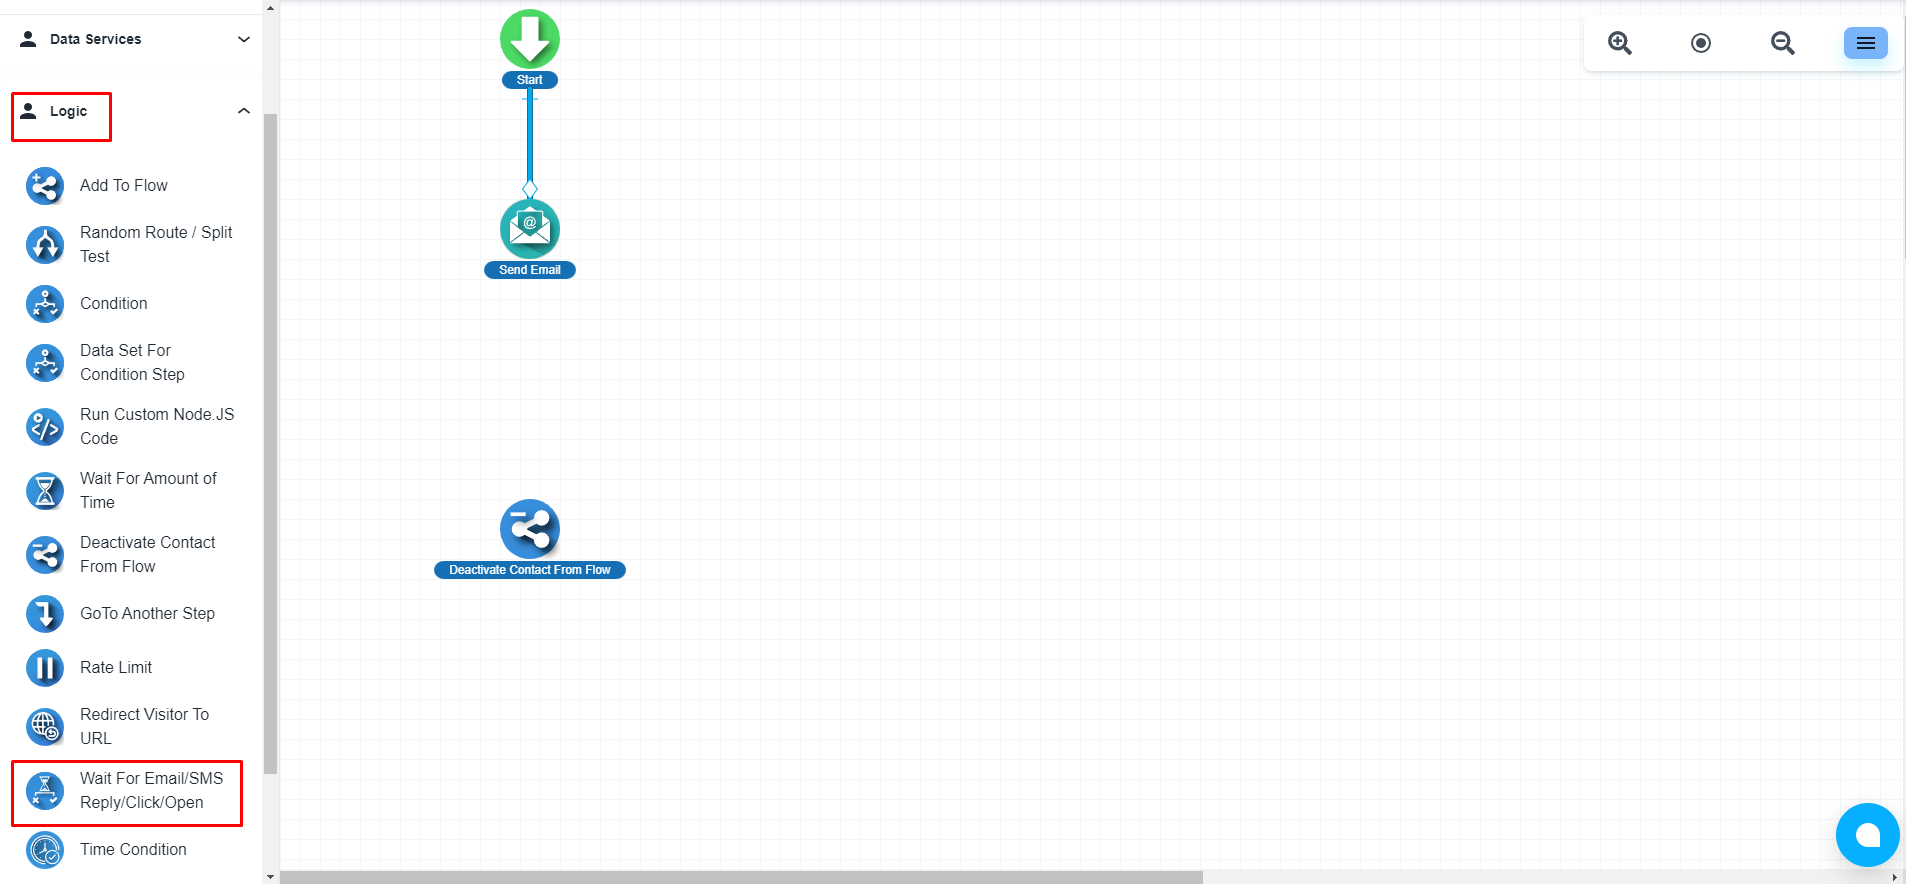 Data Services
Logic
Add To Flow
Random Route / Split
Test
Condition
Data Set For
Condition Step
Run Custom Node.JS
Code
Wait For Amount of
Time
Deactivate Contact
From Flow
GoTo Another Step
Rate Limit
Redirect Visitor To
URL
Wait For Email/SMS
Reply/Click/Open
Time Condition
Start
Send Email
Deactivate Contact From Flow